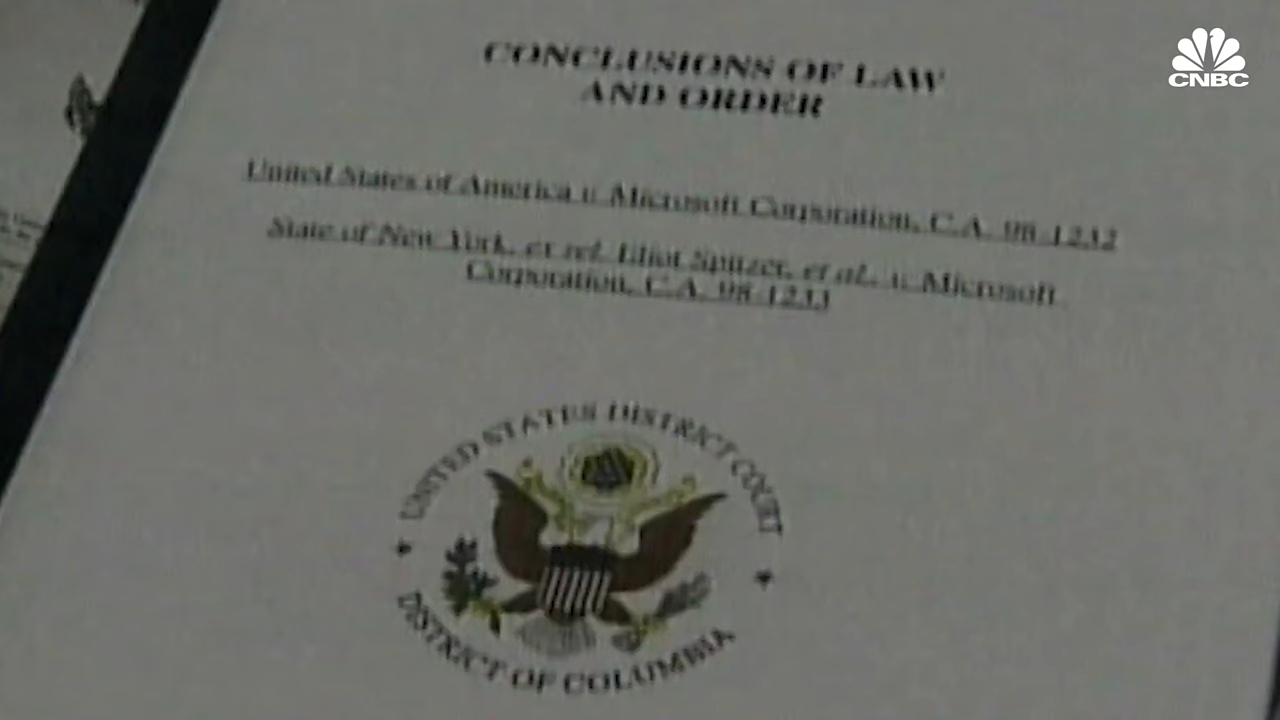 CNBC
CONCLUSIONS OF LAW
AND ORDER
United States of America v. Microsoft Corporation, C.A. 98-1232
State of New York, ex rel. Eliot Spitzer, et al., v. Microsoft
Corporation, C.A. 98-1233
UNITED STATES DISTRICT COURT
DISTRICT OF COLUMBIA